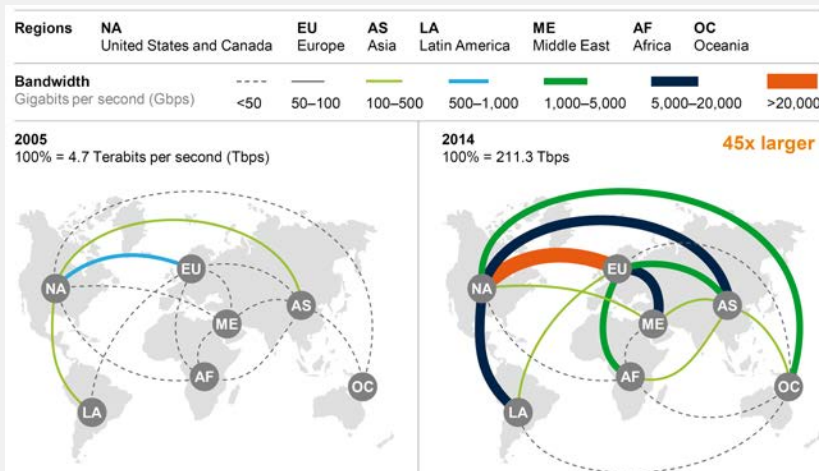 Regions NA EU AS LA ME AF OC
United States and Canada Europe Asia Latin America Middle East Africa Oceania
Bandwidth
Gigabits per second (Gbps) <50 50–100 100–500 500–1,000 1,000–5,000 5,000–20,000 >20,000
2005
100% = 4.7 Terabits per second (Tbps)
NA
EU
AS
ME
AF
OC
LA
2014 45x larger
100% = 211.3 Tbps
NA
EU
AS
ME
AF
OC
LA